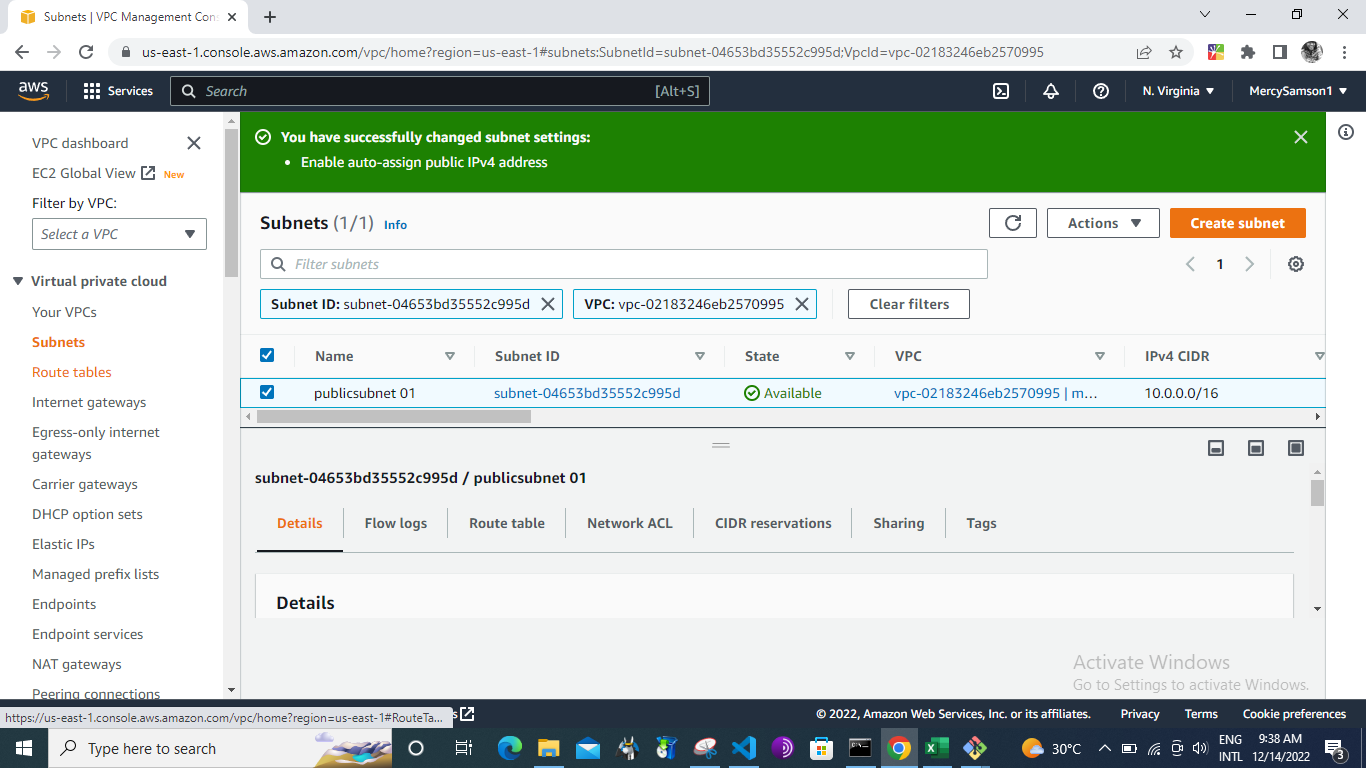 Subnets | VPC Management Cons
us-east-1.console.aws.amazon.com/vpc/home?region=us-east-1#subnets:SubnetId=subnet-04653bd35552c995d;VpcId=vpc-02183246eb2570995
aws
Services
Search
[Alt+S]
N. Virginia
MercySamson1
VPC dashboard
EC2 Global View New
Filter by VPC:
Select a VPC
Virtual private cloud
Your VPCs
Subnets
Route tables
Internet gateways
Egress-only internet
gateways
Carrier gateways
DHCP option sets
Elastic IPs
Managed prefix lists
Endpoints
Endpoint services
NAT gateways
Peering connections
You have successfully changed subnet settings:
• Enable auto-assign public IPv4 address
Subnets (1/1) Info
Actions
Create subnet
Filter subnets
1
Subnet ID: subnet-04653bd35552c995d
VPC: vpc-02183246eb2570995
Clear filters
Name Subnet ID State VPC IPv4 CIDR
publicsubnet 01 subnet-04653bd35552c995d Available vpc-02183246eb2570995 | m... 10.0.0.0/16
subnet-04653bd35552c995d / publicsubnet 01
Details Flow logs Route table Network ACL CIDR reservations Sharing Tags
Details
Activate Windows
Go to Settings to activate Windows.
https://us-east-1.console.aws.amazon.com/vpc/home?region=us-east-1#RouteTa...
© 2022, Amazon Web Services, Inc. or its affiliates. Privacy Terms Cookie preferences
Type here to search
30°C
ENG
INTL
9:38 AM
12/14/2022
3